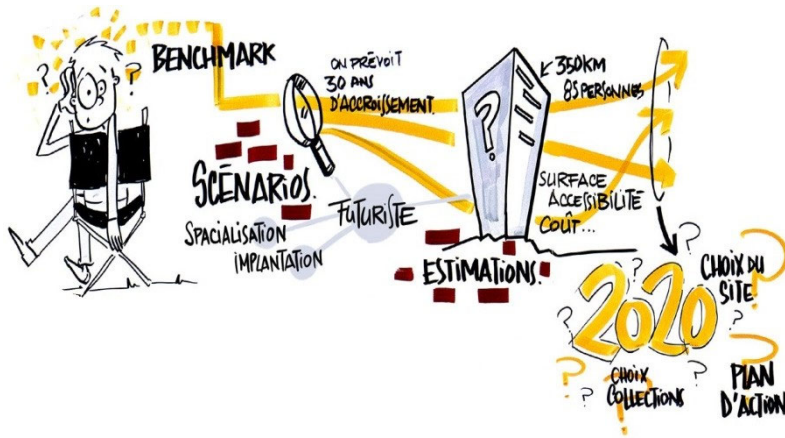 BENCHMARK
ON PRÉVOIT
30 ANS
D'ACCROISSEMENT.
350KM
85 PERSONNES
SCÉNARIOS.
FUTURISTE
SPACIALISATION
IMPLANTATION
SURFACE
ACCESSIBILITÉ
COÛT...
ESTIMATIONS.
2020
CHOIX DU
SITE
CHOIX
COLLECTIONS
PLAN
D'ACTION